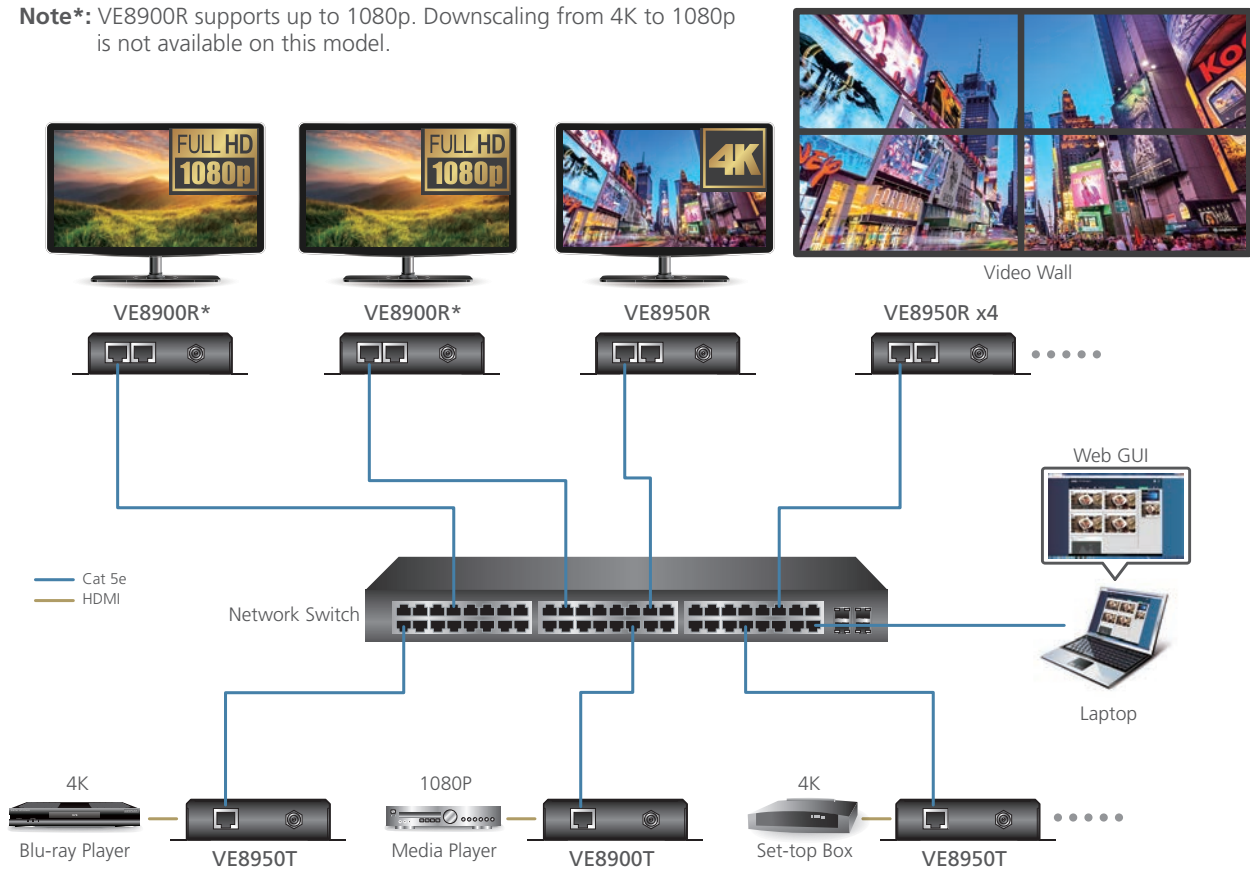 Note*: VE8900R supports up to 1080p. Downscaling from 4K to 1080p
is not available on this model.
FULL HD
1080p
FULL HD
1080p
4K
Video Wall
VE8900R*
VE8900R*
VE8950R
VE8950R x4
Web GUI
Cat 5e
HDMI
Network Switch
Laptop
4K
1080P
4K
Blu-ray Player
VE8950T
Media Player
VE8900T
Set-top Box
VE8950T